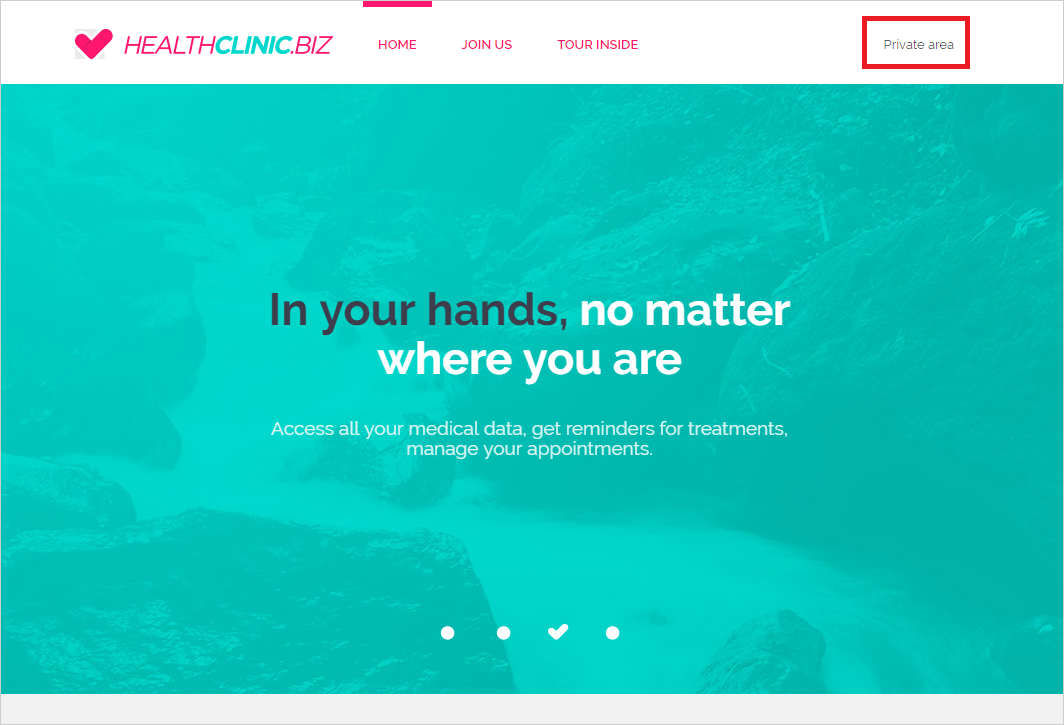 HEALTHCLINIC.BIZ HOME JOIN US TOUR INSIDE Private area
In your hands, no matter
where you are
Access all your medical data, get reminders for treatments,
manage your appointments.